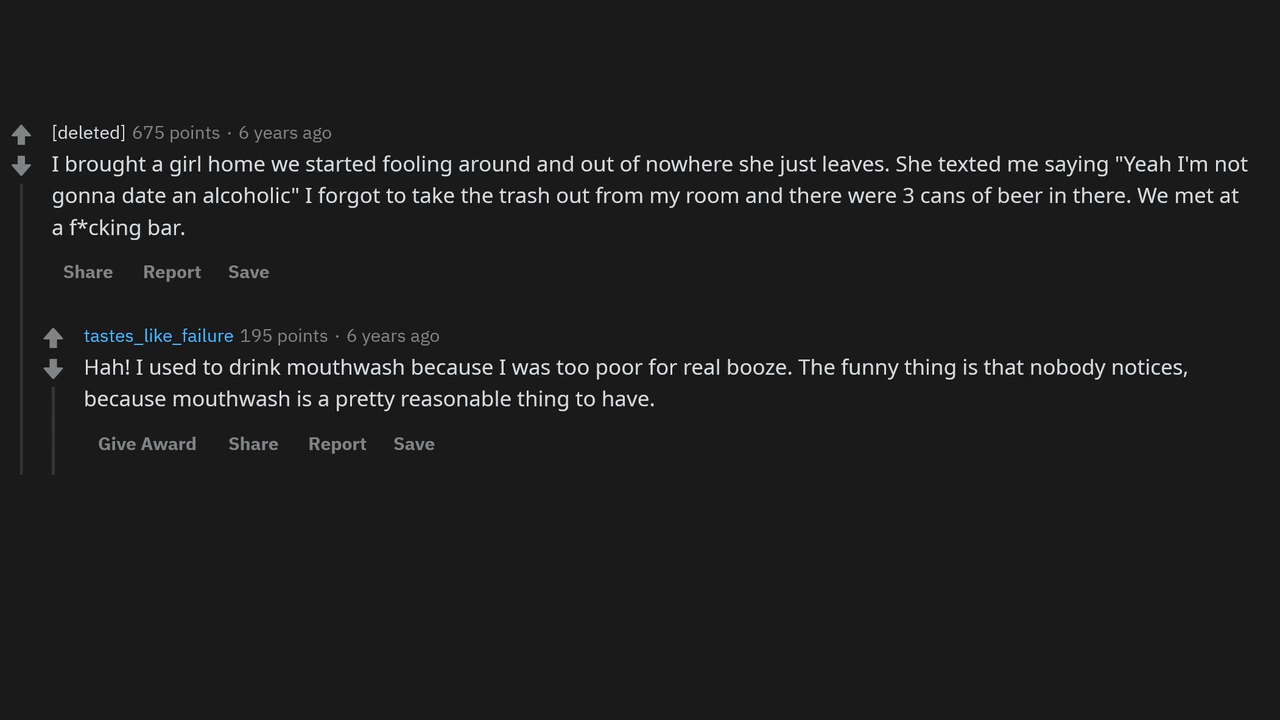 [deleted] 675 points · 6 years ago
I brought a girl home we started fooling around and out of nowhere she just leaves. She texted me saying "Yeah I'm not
gonna date an alcoholic" I forgot to take the trash out from my room and there were 3 cans of beer in there. We met at
a f*cking bar.
Share Report Save
tastes_like_failure 195 points · 6 years ago
Hah! I used to drink mouthwash because I was too poor for real booze. The funny thing is that nobody notices,
because mouthwash is a pretty reasonable thing to have.
Give Award Share Report Save